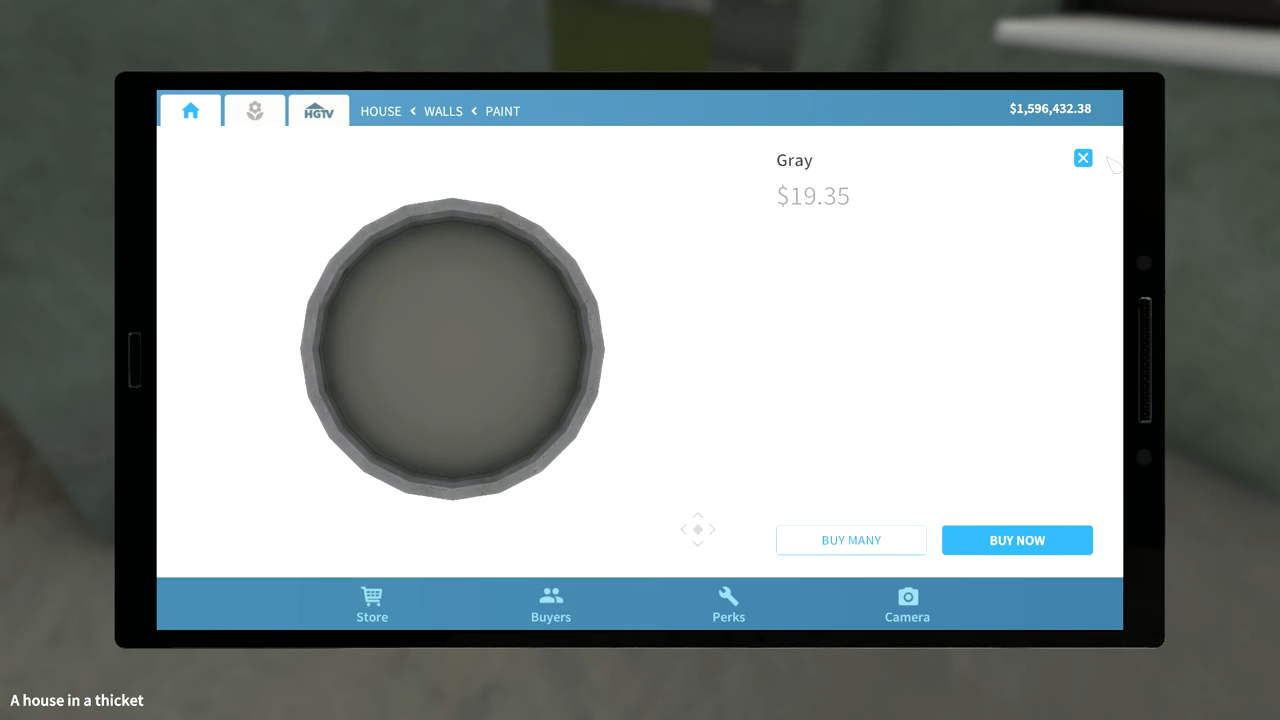 HGTV
HOUSE < WALLS < PAINT
$1,596,432.38
Gray
$19.35
BUY MANY
BUY NOW
Store
Buyers
Perks
Camera
A house in a thicket